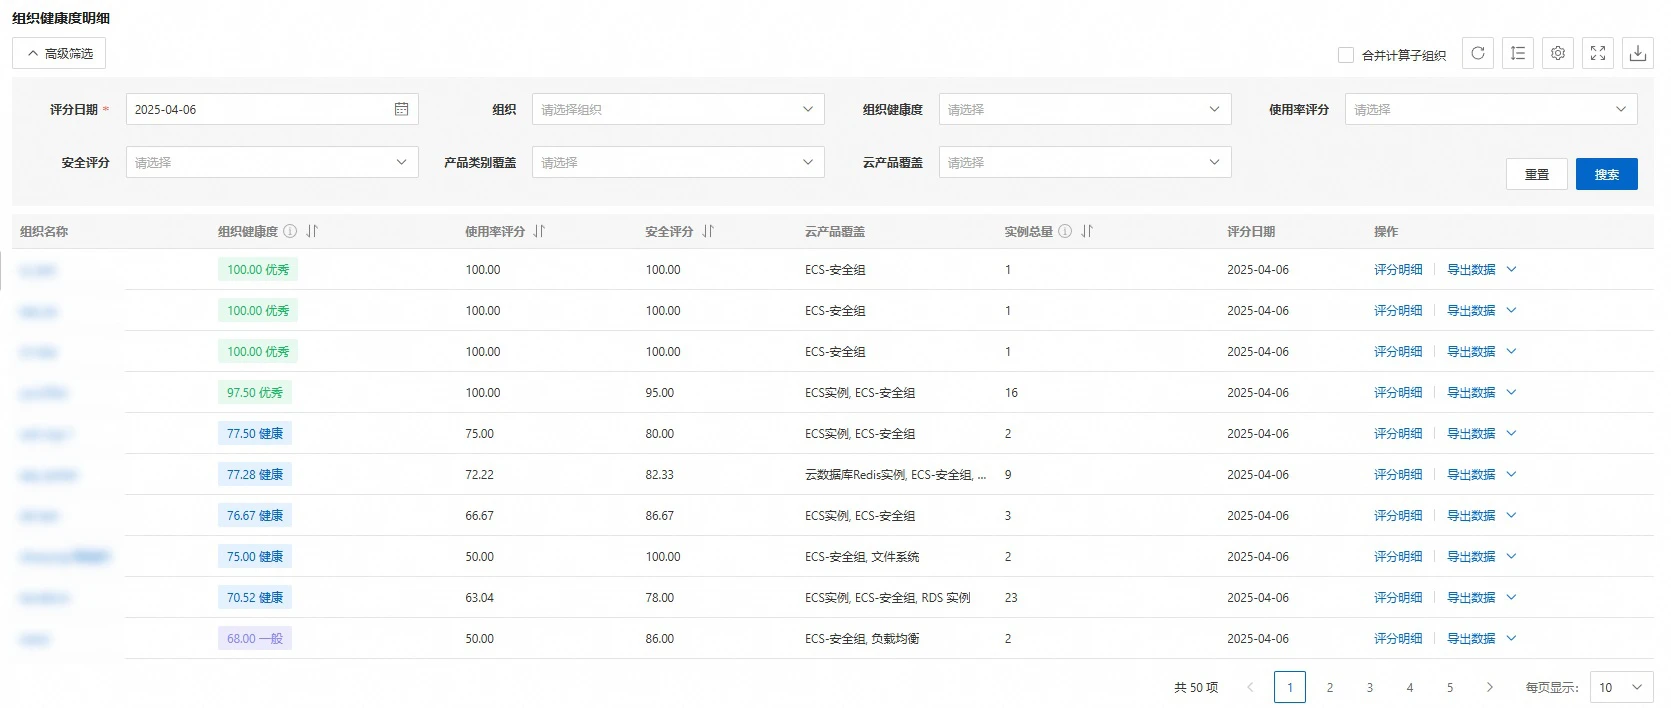 组织健康度明细
高级筛选
合并计算子组织
评分日期 * 2025-04-06 组织 请选择组织 组织健康度 请选择 使用率评分 请选择
安全评分 请选择 产品类别覆盖 请选择 云产品覆盖 请选择
重置 搜索
组织名称 组织健康度 使用率评分 安全评分 云产品覆盖 实例总量 评分日期 操作
100.00 优秀 100.00 100.00 ECS-安全组 1 2025-04-06 评分明细 导出数据
100.00 优秀 100.00 100.00 ECS-安全组 1 2025-04-06 评分明细 导出数据
100.00 优秀 100.00 100.00 ECS-安全组 1 2025-04-06 评分明细 导出数据
97.50 优秀 100.00 95.00 ECS实例, ECS-安全组 16 2025-04-06 评分明细 导出数据
77.50 健康 75.00 80.00 ECS实例, ECS-安全组 2 2025-04-06 评分明细 导出数据
77.28 健康 72.22 82.33 云数据库Redis实例, ECS-安全组, ... 9 2025-04-06 评分明细 导出数据
76.67 健康 66.67 86.67 ECS实例, ECS-安全组 3 2025-04-06 评分明细 导出数据
75.00 健康 50.00 100.00 ECS-安全组, 文件系统 2 2025-04-06 评分明细 导出数据
70.52 健康 63.04 78.00 ECS实例, ECS-安全组, RDS 实例 23 2025-04-06 评分明细 导出数据
68.00 一般 50.00 86.00 ECS-安全组, 负载均衡 2 2025-04-06 评分明细 导出数据
共 50 项 1 2 3 4 5 每页显示: 10